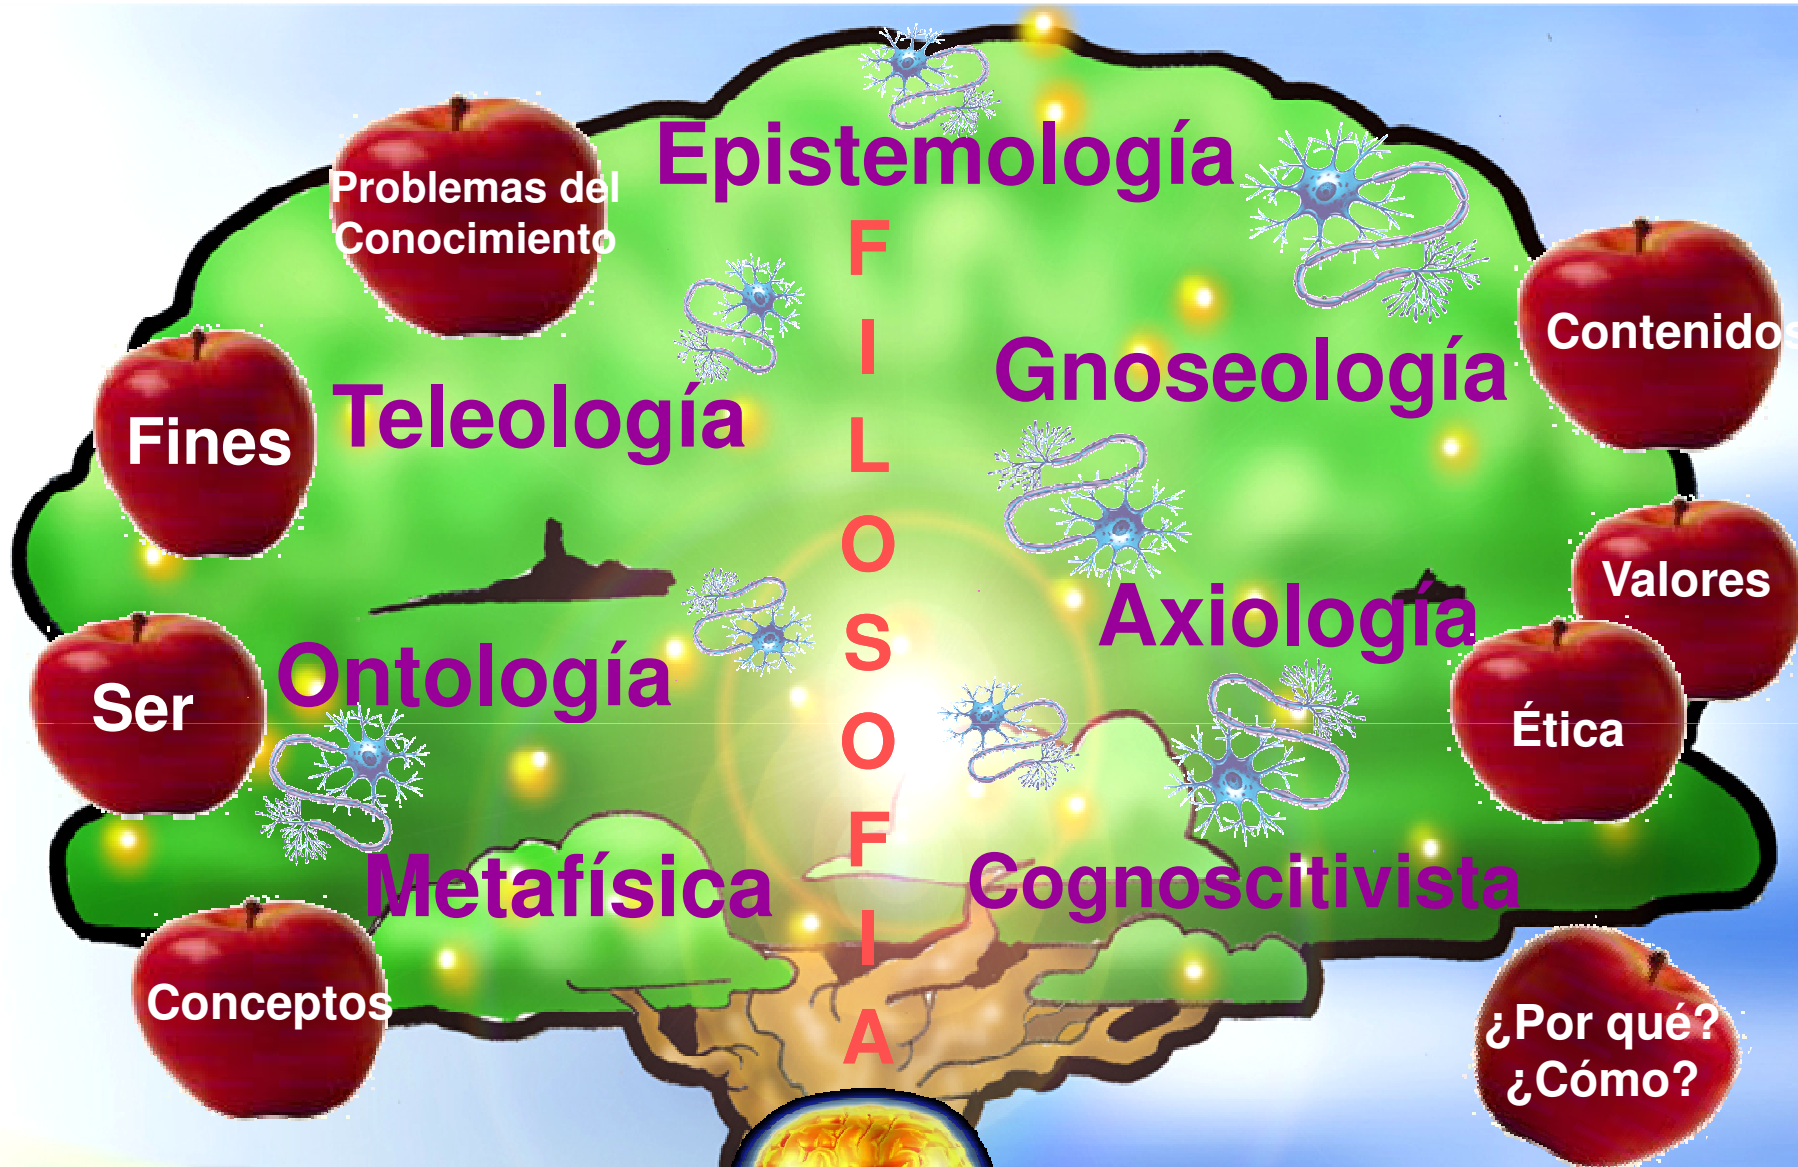 Epistemología
Problemas del
Conocimiento
F
I
L
O
S
O
F
I
A
Contenidos
Gnoseología
Teleología
Fines
Valores
Axiología
Ontología
Ser
Ética
Metafísica
Cognoscitivista
Conceptos
¿Por qué?
¿Cómo?